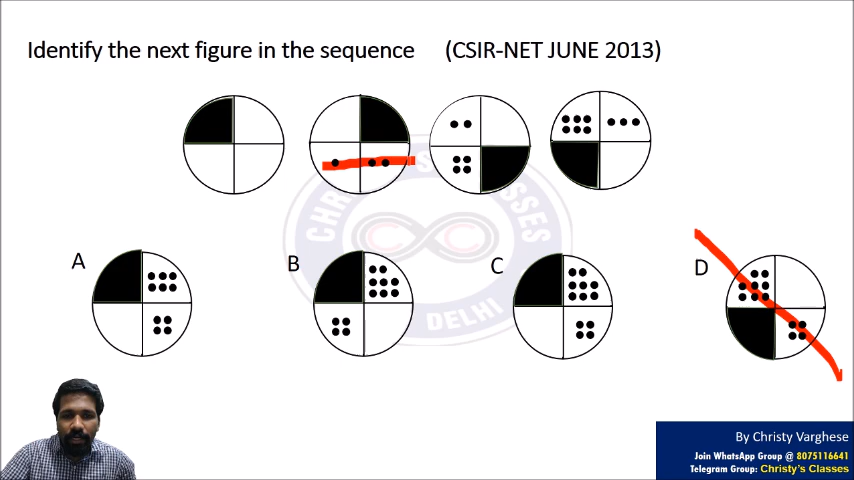 Identify the next figure in the sequence (CSIR-NET JUNE 2013)
A
B
C
D
DELHI
By Christy Varghese
Join WhatsApp Group @ 8075116641
Telegram Group: Christy's Classes